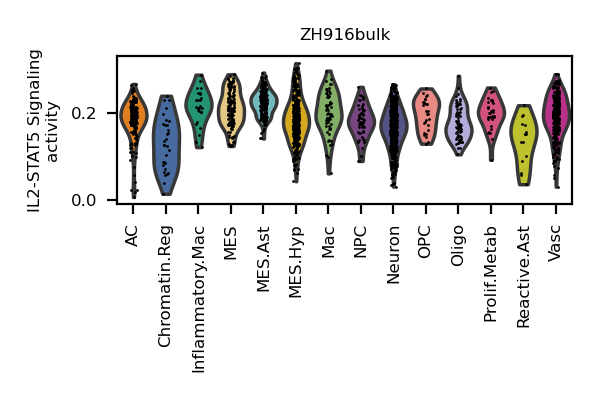 ZH916bulk
IL2-STAT5 Signaling
activity
0.2
0.0
AC
Chromatin.Reg
Inflammatory.Mac
MES
MES.Ast
MES.Hyp
Mac
NPC
Neuron
OPC
Oligo
Prolif.Metab
Reactive.Ast
Vasc